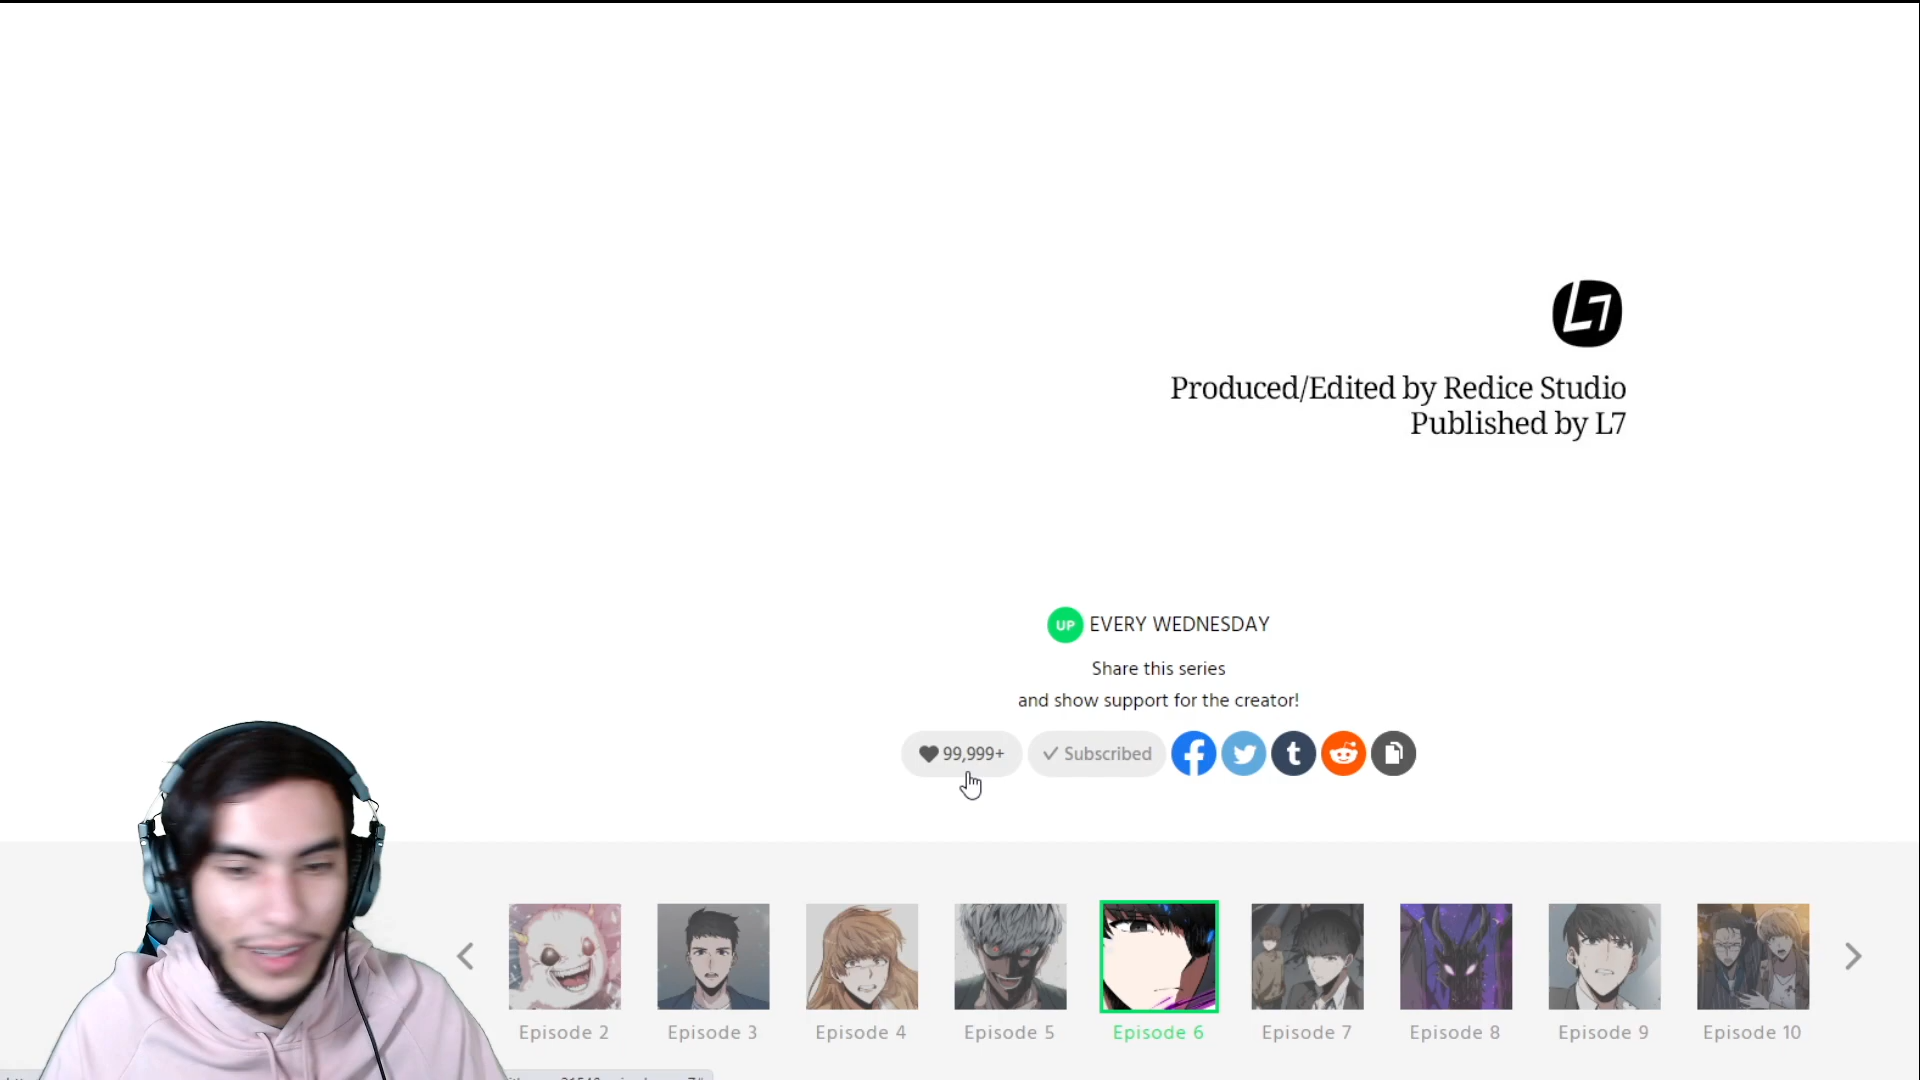 L7
Produced/Edited by Redice Studio
Published by L7
UP EVERY WEDNESDAY
Share this series
and show support for the creator!
99,999+ Subscribed
Episode 2 Episode 3 Episode 4 Episode 5 Episode 6 Episode 7 Episode 8 Episode 9 Episode 10